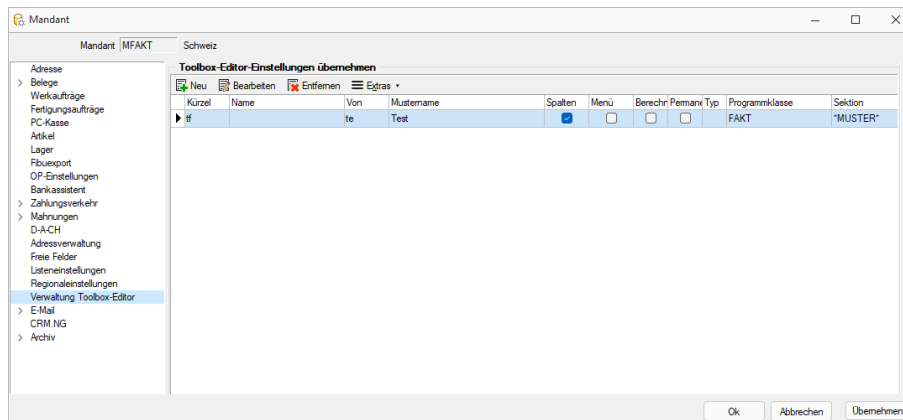 Mandant
Mandant MFAKT Schweiz
Adresse
Belege
Werkaufträge
Fertigungsaufträge
PC-Kasse
Artikel
Lager
Fibuexport
OP-Einstellungen
Bankassistent
Zahlungsverkehr
Mahnungen
D-A-CH
Adressverwaltung
Freie Felder
Listeneinstellungen
Regionaleinstellungen
Verwaltung Toolbox-Editor
E-Mail
CRM.NG
Archiv
Toolbox-Editor-Einstellungen übernehmen
Neu Bearbeiten Entfernen Extras
Kürzel Name Von Mustername Spalten Menü Berechn Permane Typ Programmklasse Sektion
tf te Test FAKT *MUSTER*
Ok Abbrechen Übernehmen